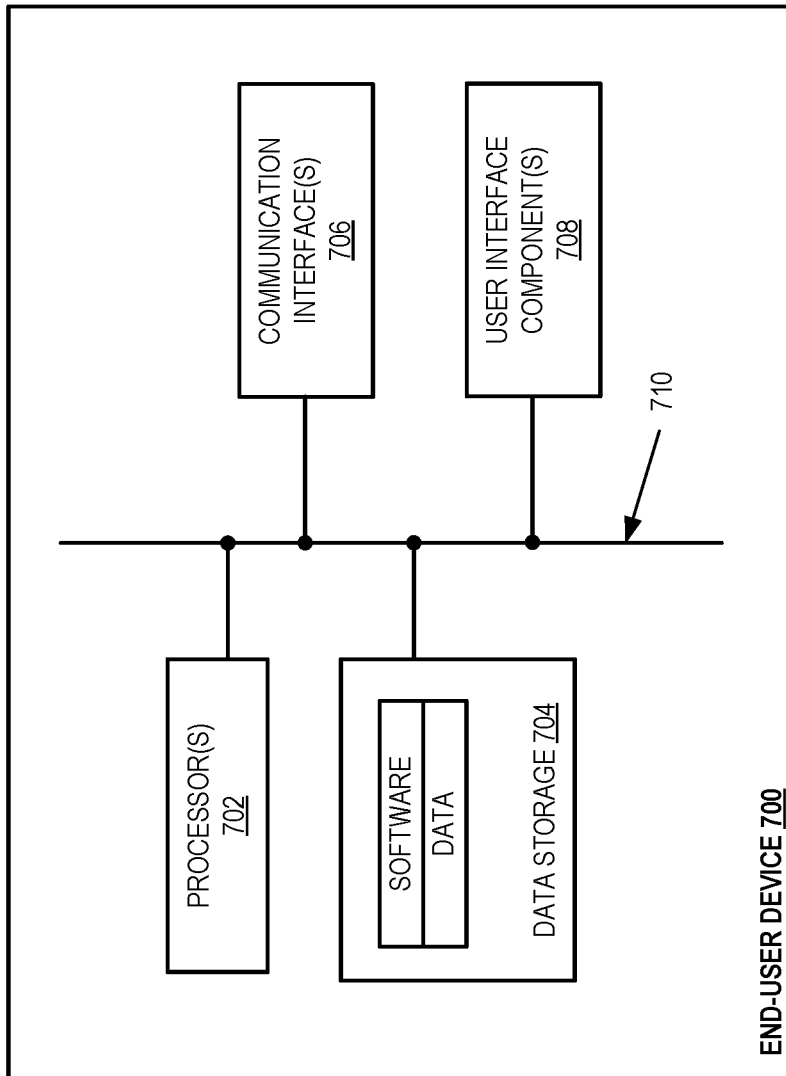 PROCESSOR(S)
702
COMMUNICATION
INTERFACE(S)
706
SOFTWARE
DATA
DATA STORAGE 704
USER INTERFACE
COMPONENT(S)
708
710
END-USER DEVICE 700